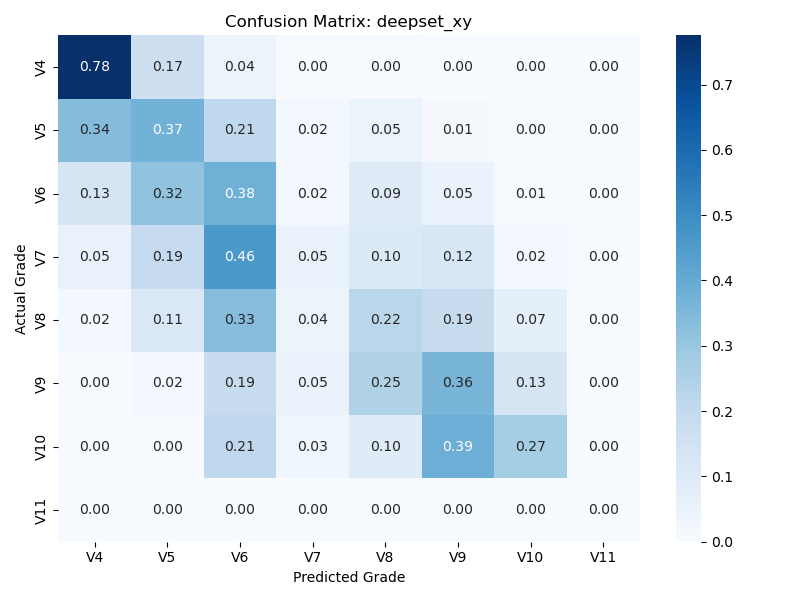 Confusion Matrix: deepset_xy
V4 0.78 0.17 0.04 0.00 0.00 0.00 0.00 0.00
V5 0.34 0.37 0.21 0.02 0.05 0.01 0.00 0.00
V6 0.13 0.32 0.38 0.02 0.09 0.05 0.01 0.00
V7 0.05 0.19 0.46 0.05 0.10 0.12 0.02 0.00
V8 0.02 0.11 0.33 0.04 0.22 0.19 0.07 0.00
V9 0.00 0.02 0.19 0.05 0.25 0.36 0.13 0.00
V10 0.00 0.00 0.21 0.03 0.10 0.39 0.27 0.00
V11 0.00 0.00 0.00 0.00 0.00 0.00 0.00 0.00
V4 V5 V6 V7 V8 V9 V10 V11
Predicted Grade
Actual Grade
0.7
0.6
0.5
0.4
0.3
0.2
0.1
0.0